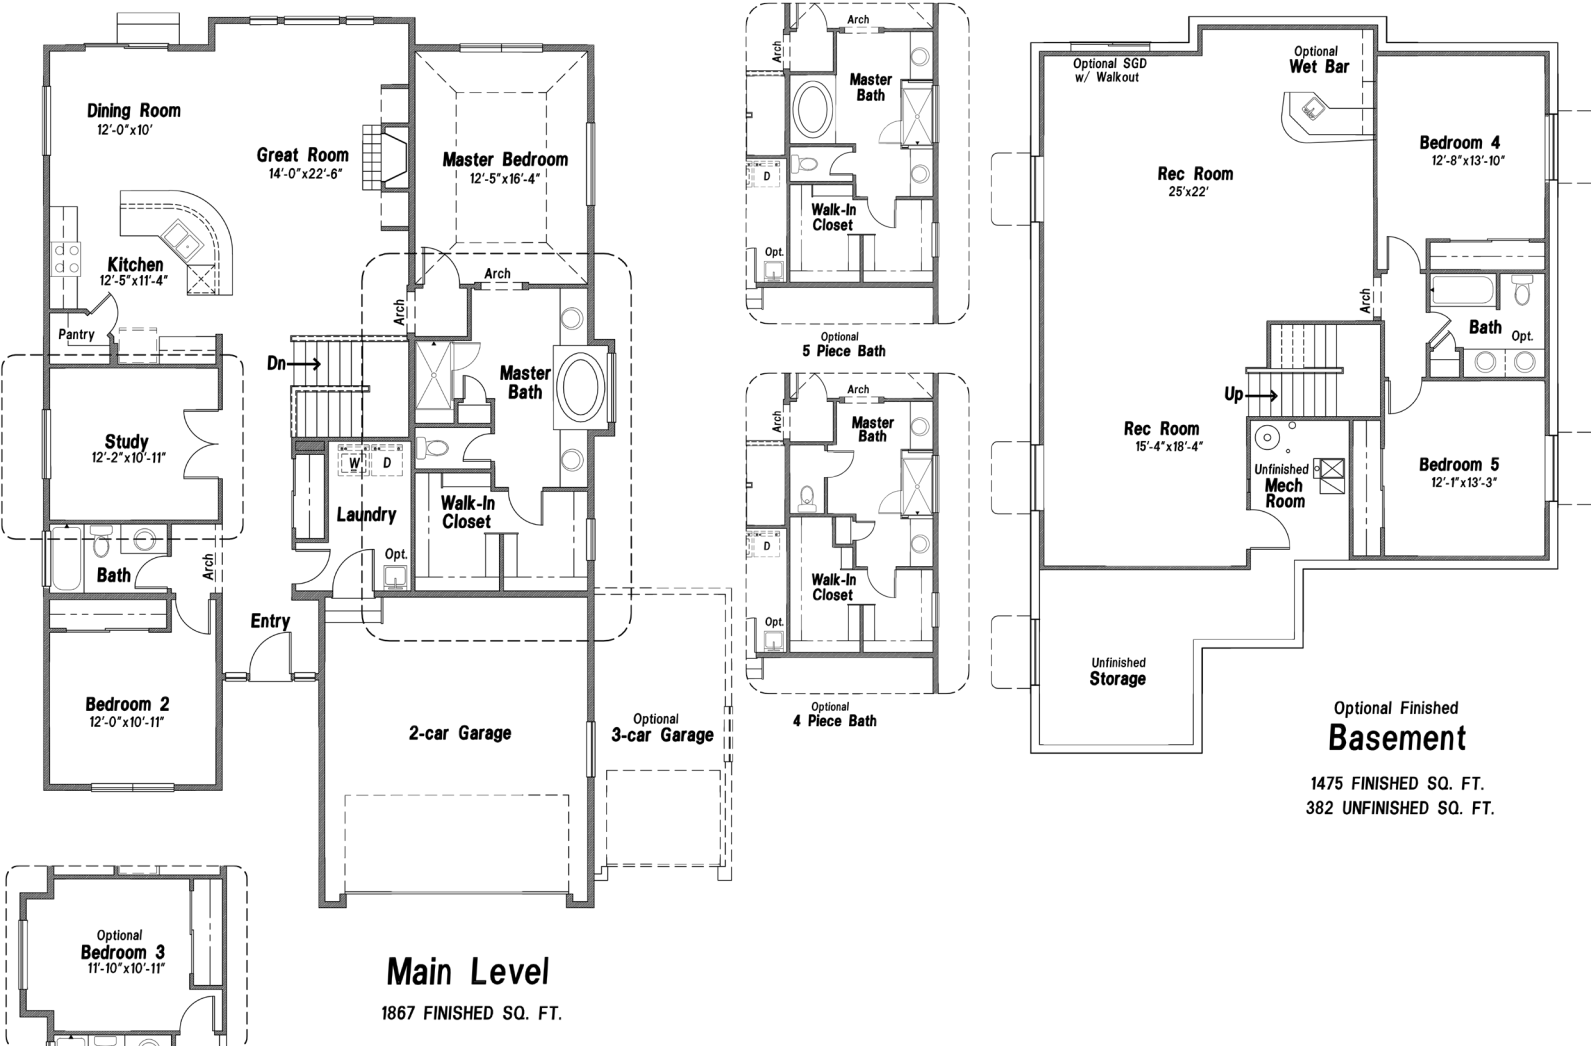 Dining Room
12'-0"x10'
Great Room
14'-0"x22'-6"
Master Bedroom
12'-5"x16'-4"
Kitchen
12'-5"x11'-4"
Pantry
Arch
Arch
Dn
Master
Bath
Study
12'-2"x10'-11"
W
D
Laundry
Walk-In
Closet
Opt.
Bath
Arch
Entry
Bedroom 2
12'-0"x10'-11"
2-car Garage
Optional
3-car Garage
Optional
Bedroom 3
11'-10"x10'-11"
Main Level
1867 FINISHED SQ. FT.
Arch
Arch
Master
Bath
D
Walk-In
Closet
Opt.
Optional
5 Piece Bath
Arch
Arch
Master
Bath
D
Walk-In
Closet
Opt.
Optional
4 Piece Bath
Optional SGD
w/ Walkout
Optional
Wet Bar
Rec Room
25'x22'
Bedroom 4
12'-8"x13'-10"
Arch
Bath
Opt.
Up
Rec Room
15'-4"x18'-4"
Unfinished
Mech
Room
Bedroom 5
12'-1"x13'-3"
Unfinished
Storage
Optional Finished
Basement
1475 FINISHED SQ. FT.
382 UNFINISHED SQ. FT.